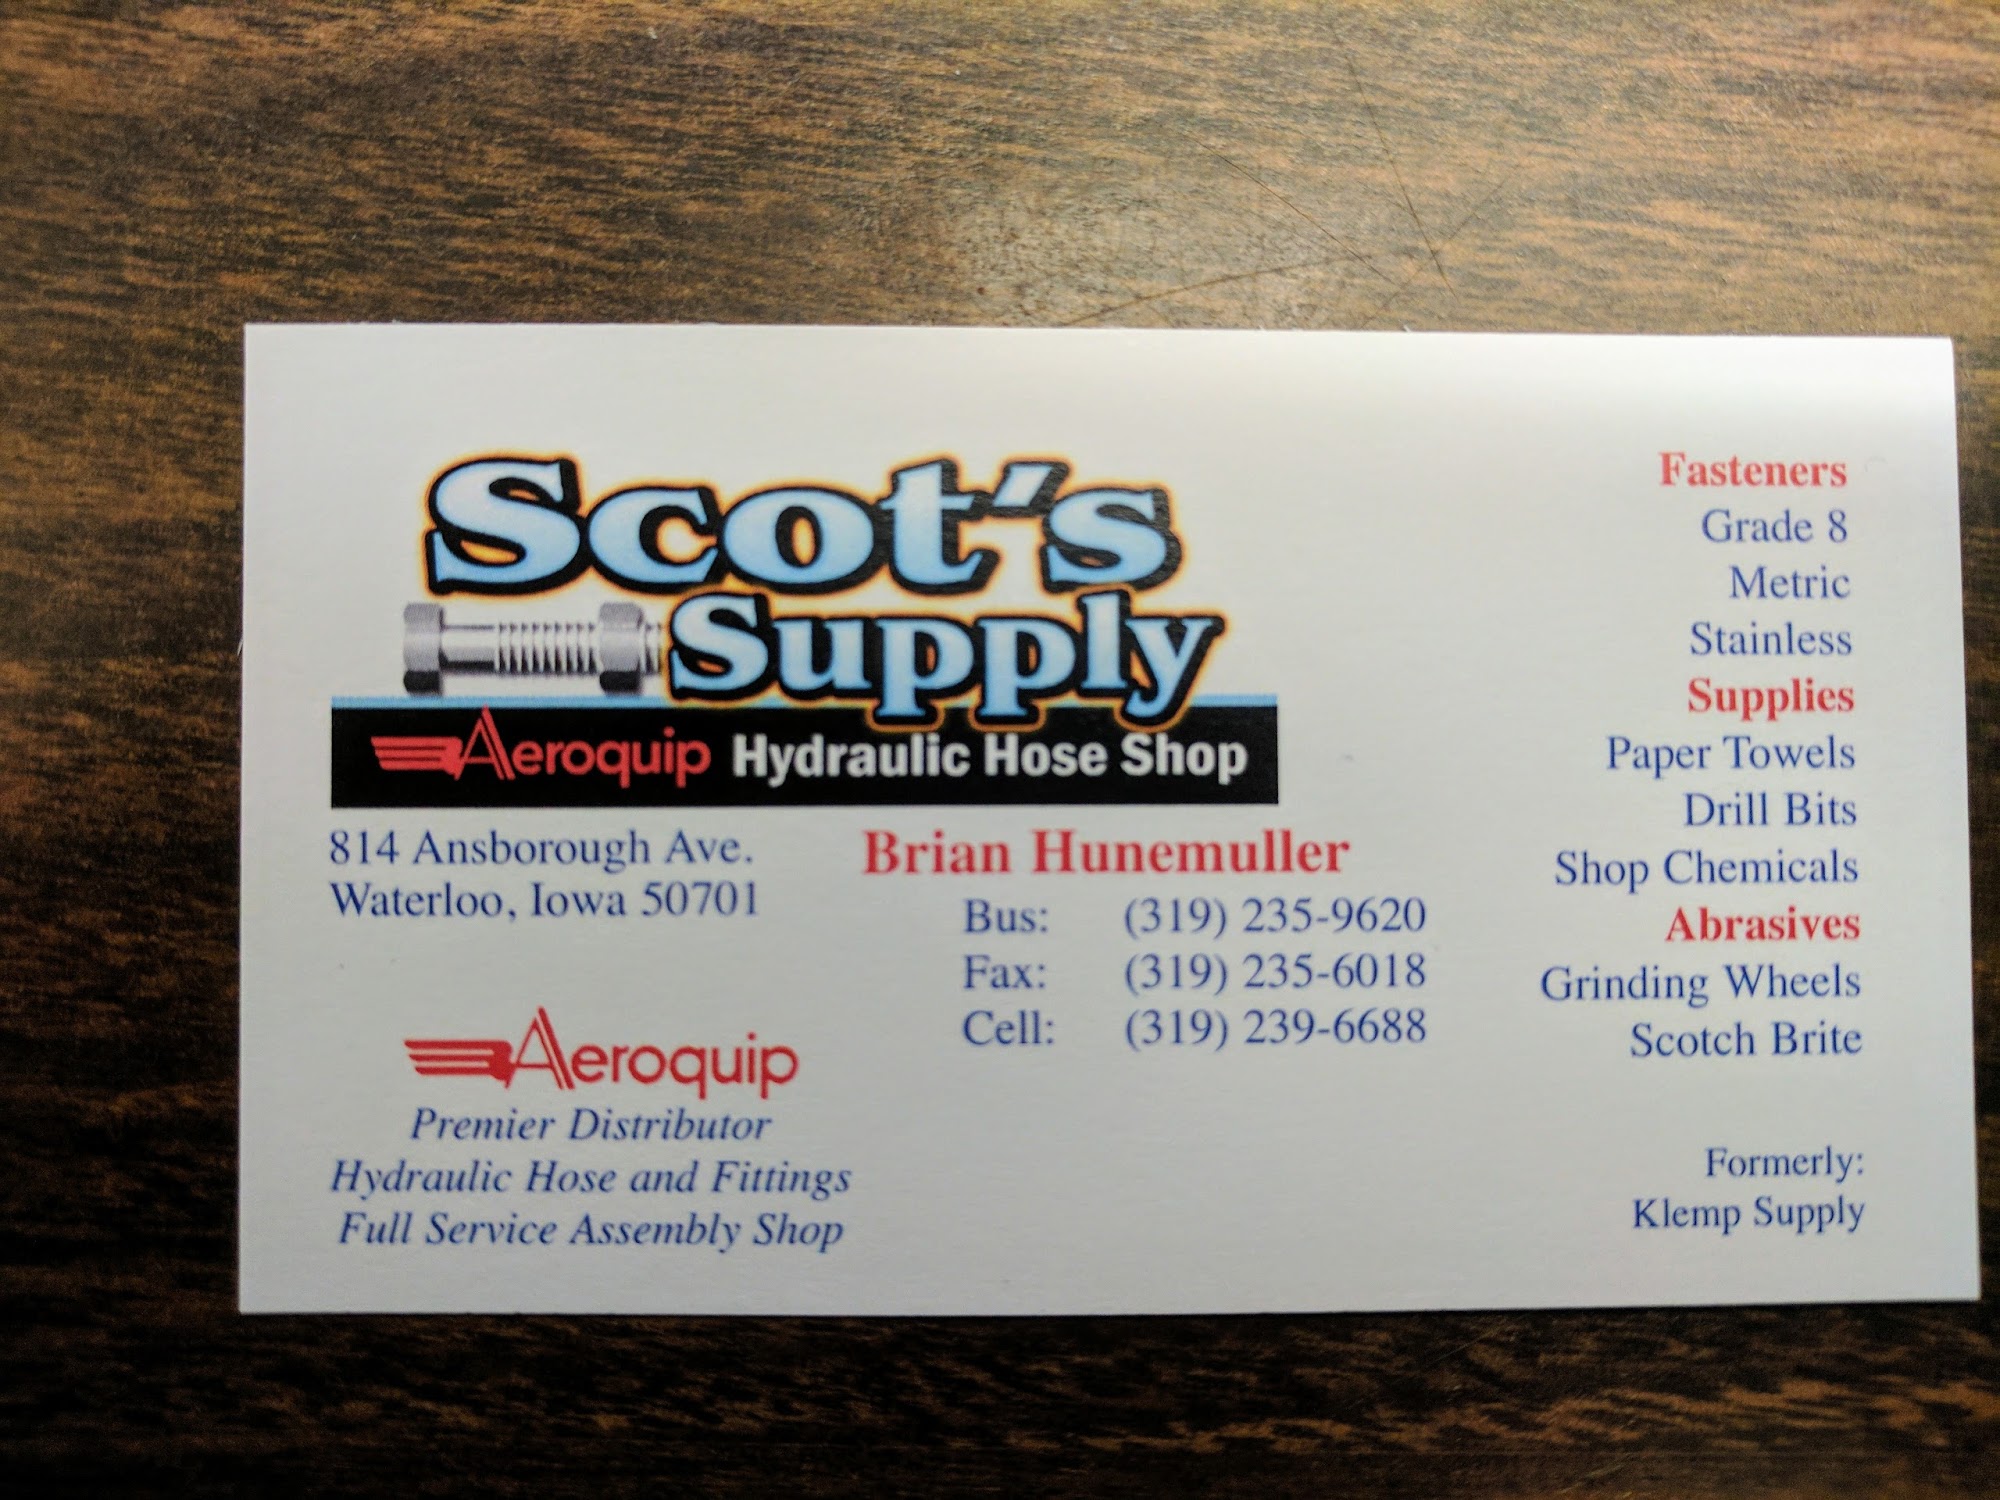 Scot's
Supply
Aeroquip Hydraulic Hose Shop
814 Ansborough Ave.
Waterloo, Iowa 50701
Brian Hunemuller
Bus: (319) 235-9620
Fax: (319) 235-6018
Cell: (319) 239-6688
Aeroquip
Premier Distributor
Hydraulic Hose and Fittings
Full Service Assembly Shop
Fasteners
Grade 8
Metric
Stainless
Supplies
Paper Towels
Drill Bits
Shop Chemicals
Abrasives
Grinding Wheels
Scotch Brite
Formerly:
Klemp Supply